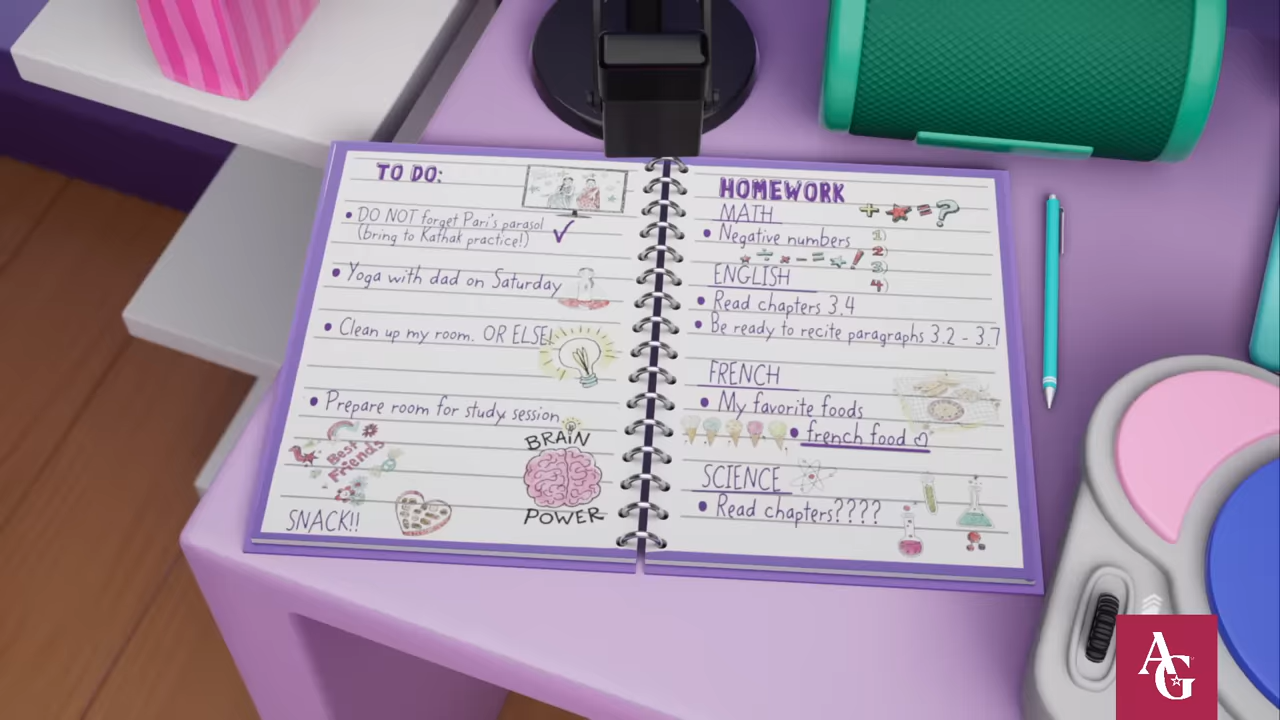 TO DO:
• DO NOT forget Pari's parasol
(bring to Kathak practice!)
• Yoga with dad on Saturday
• Clean up my room. OR ELSE!
• Prepare room for study session
Best
Friends
BRAIN
POWER
SNACK!!
HOMEWORK
MATH
+ * = ?
• Negative numbers
1)
2)
3)
4)
ENGLISH
• Read chapters 3.4
• Be ready to recite paragraphs 3.2 - 3.7
FRENCH
• My favorite foods
• french food ♡
SCIENCE
• Read chapters????
AG